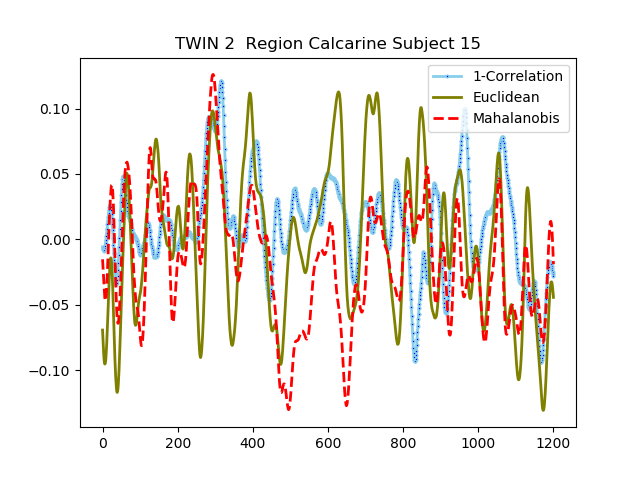 TWIN 2  Region Calcarine Subject 15
1-Correlation
Euclidean
Mahalanobis
0.10
0.05
0.00
−0.05
−0.10
0 200 400 600 800 1000 1200